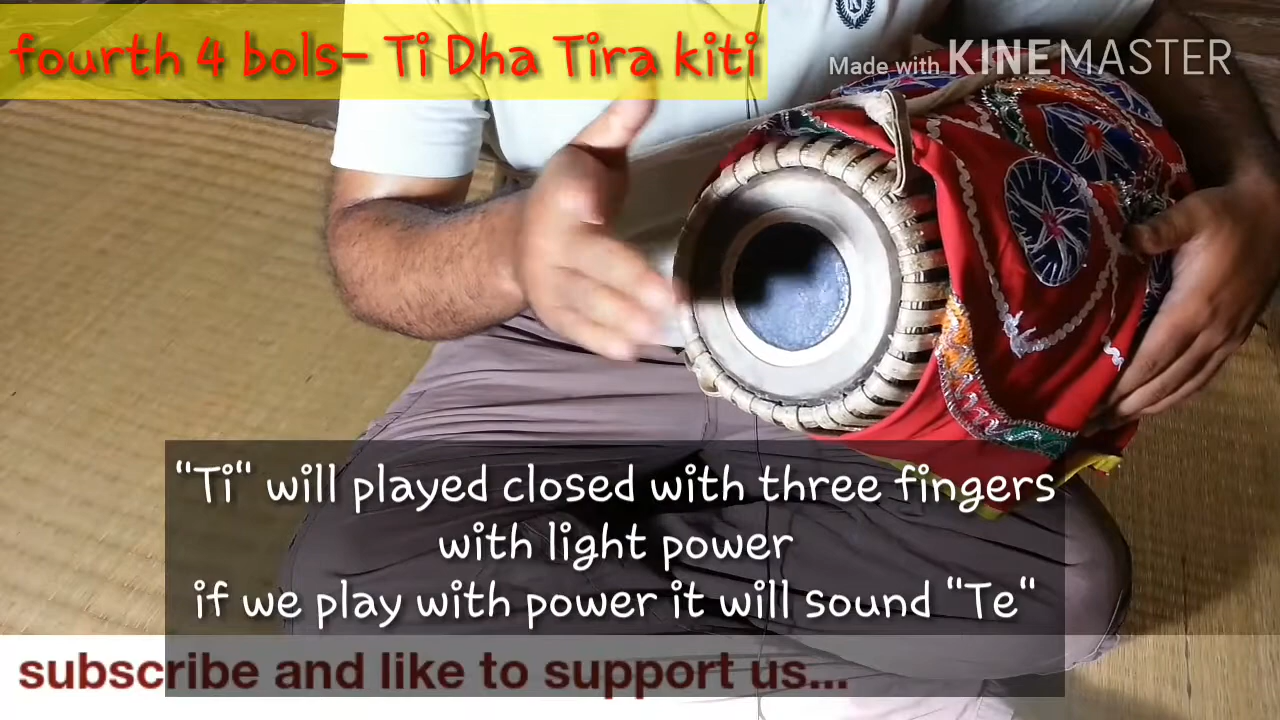 fourth 4 bols- Ti Dha Tira kiti
Made with KINEMASTER
"Ti" will played closed with three fingers
with light power
if we play with power it will sound "Te"
subscribe and like to support us...